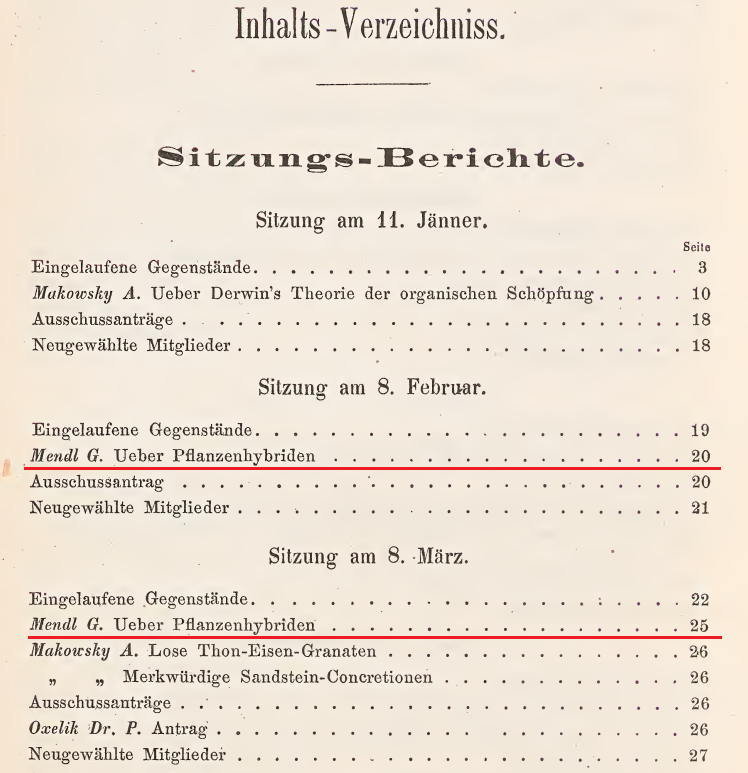 Inhalts-Verzeichniss.
Sitzungs-Berichte.
Sitzung am 11. Jänner.
Seite
Eingelaufene Gegenstände. . . . . . . . . . . . . . . . . . . . . . . 3
Makowsky A. Ueber Derwin's Theorie der organischen Schöpfung . . . . . 10
Ausschussanträge . . . . . . . . . . . . . . . . . . . . . . . . . . 18
Neugewählte Mitglieder . . . . . . . . . . . . . . . . . . . . . . . 18
Sitzung am 8. Februar.
Eingelaufene Gegenstände. . . . . . . . . . . . . . . . . . . . . . . 19
Mendl G. Ueber Pflanzenhybriden . . . . . . . . . . . . . . . . . . 20
Ausschussantrag . . . . . . . . . . . . . . . . . . . . . . . . . . 20
Neugewählte Mitglieder . . . . . . . . . . . . . . . . . . . . . . . 21
Sitzung am 8. März.
Eingelaufene Gegenstände. . . . . . . . . . . . . . . . . . . . . . . 22
Mendl G. Ueber Pflanzenhybriden . . . . . . . . . . . . . . . . . . 25
Makowsky A. Lose Thon-Eisen-Granaten . . . . . . . . . . . . . . . 26
„ „ Merkwürdige Sandstein-Concretionen . . . . . . . . . . . . 26
Ausschussanträge . . . . . . . . . . . . . . . . . . . . . . . . . . 26
Oxelik Dr. P. Antrag . . . . . . . . . . . . . . . . . . . . . . . . 26
Neugewählte Mitglieder . . . . . . . . . . . . . . . . . . . . . . . 27